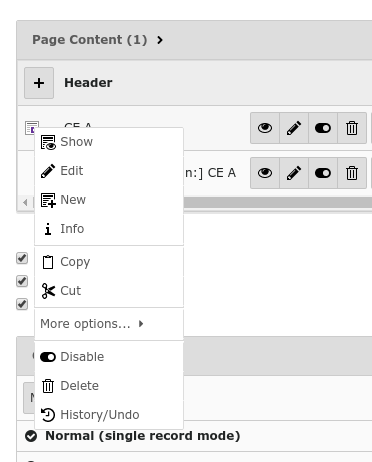 Page Content (1)
Header
CE A
Show
Edit
n:] CE A
New
Info
Copy
Cut
More options...
Disable
Delete
History/Undo
Normal (single record mode)